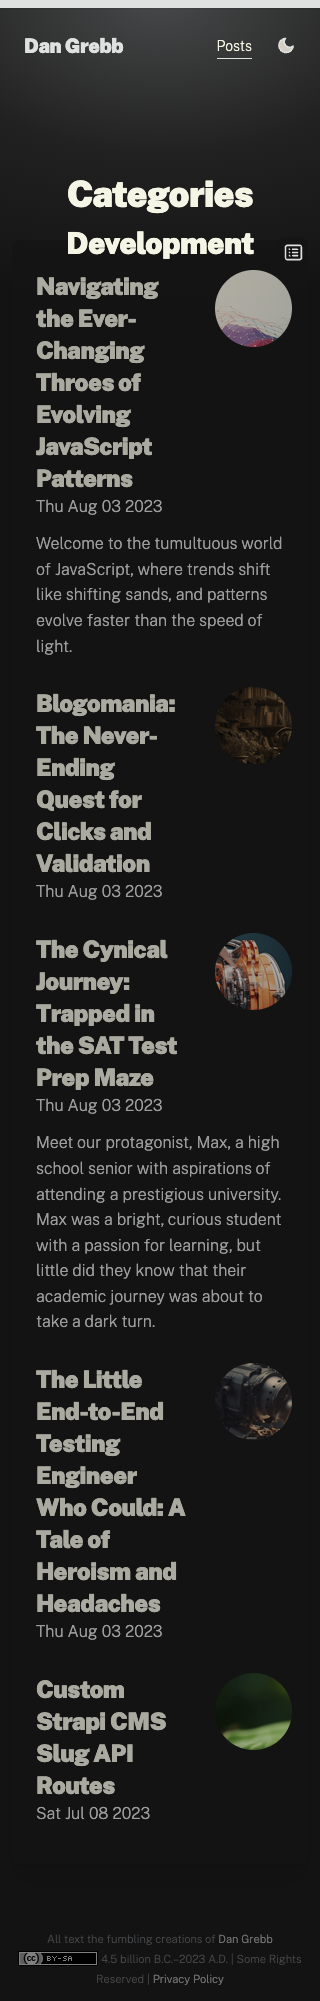 Dan Grebb
Posts
Categories
Development
Navigating
the Ever-
Changing
Throes of
Evolving
JavaScript
Patterns
Thu Aug 03 2023
Welcome to the tumultuous world
of JavaScript, where trends shift
like shifting sands, and patterns
evolve faster than the speed of
light.
Blogomania:
The Never-
Ending
Quest for
Clicks and
Validation
Thu Aug 03 2023
The Cynical
Journey:
Trapped in
the SAT Test
Prep Maze
Thu Aug 03 2023
Meet our protagonist, Max, a high
school senior with aspirations of
attending a prestigious university.
Max was a bright, curious student
with a passion for learning, but
little did they know that their
academic journey was about to
take a dark turn.
The Little
End-to-End
Testing
Engineer
Who Could: A
Tale of
Heroism and
Headaches
Thu Aug 03 2023
Custom
Strapi CMS
Slug API
Routes
Sat Jul 08 2023
All text the fumbling creations of Dan Grebb
cc BY-SA 4.5 billion B.C.–2023 A.D. | Some Rights
Reserved | Privacy Policy